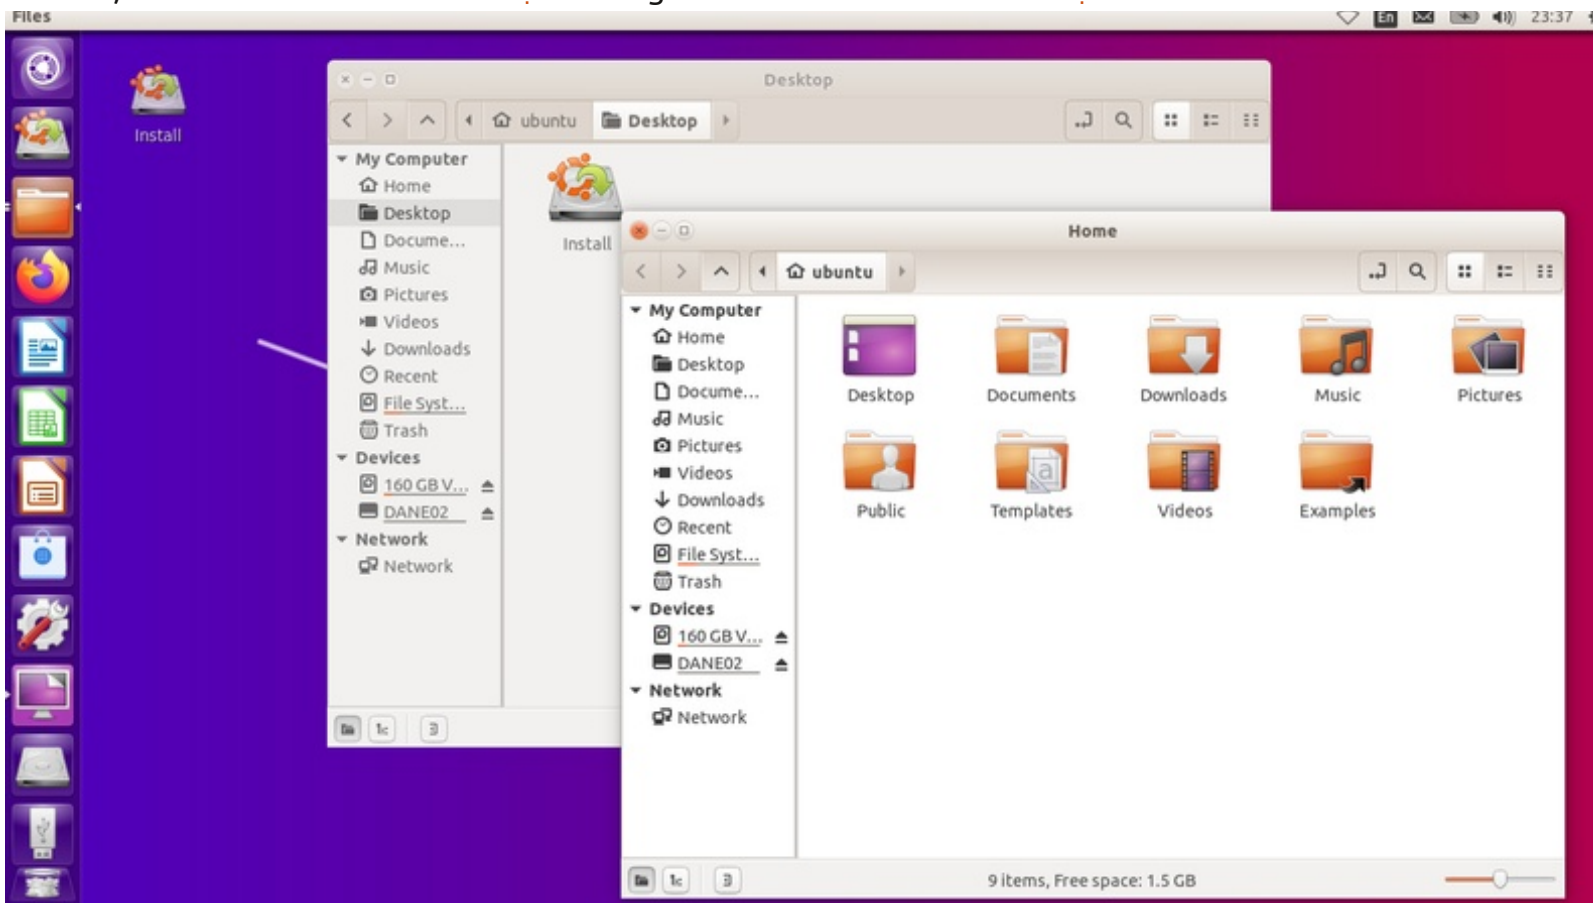 Files
En
23:37
Install
Desktop
ubuntu
Desktop
My Computer
Home
Desktop
Docume...
Music
Pictures
Videos
Downloads
Recent
File Syst...
Trash
Devices
160 GB V...
DANE02
Network
Network
Install
Home
ubuntu
My Computer
Home
Desktop
Docume...
Music
Pictures
Videos
Downloads
Recent
File Syst...
Trash
Devices
160 GB V...
DANE02
Network
Network
Desktop
Documents
Downloads
Music
Pictures
Public
Templates
Videos
Examples
9 items, Free space: 1.5 GB